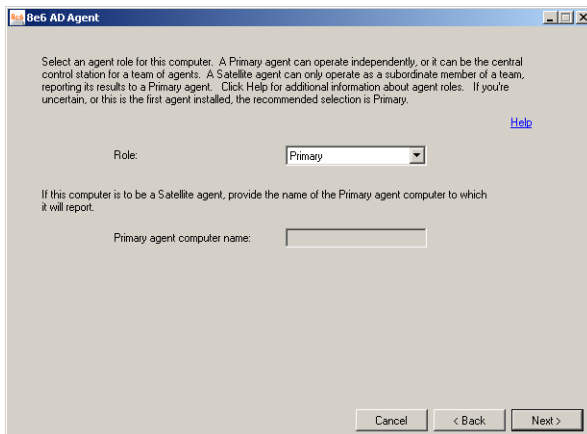 8e6 8e6 AD Agent
Select an agent role for this computer. A Primary agent can operate independently, or it can be the central
control station for a team of agents. A Satellite agent can only operate as a subordinate member of a team,
reporting its results to a Primary agent. Click Help for additional information about agent roles. If you're
uncertain, or this is the first agent installed, the recommended selection is Primary.
Help
Role: Primary
If this computer is to be a Satellite agent, provide the name of the Primary agent computer to which
it will report.
Primary agent computer name:
Cancel < Back Next >